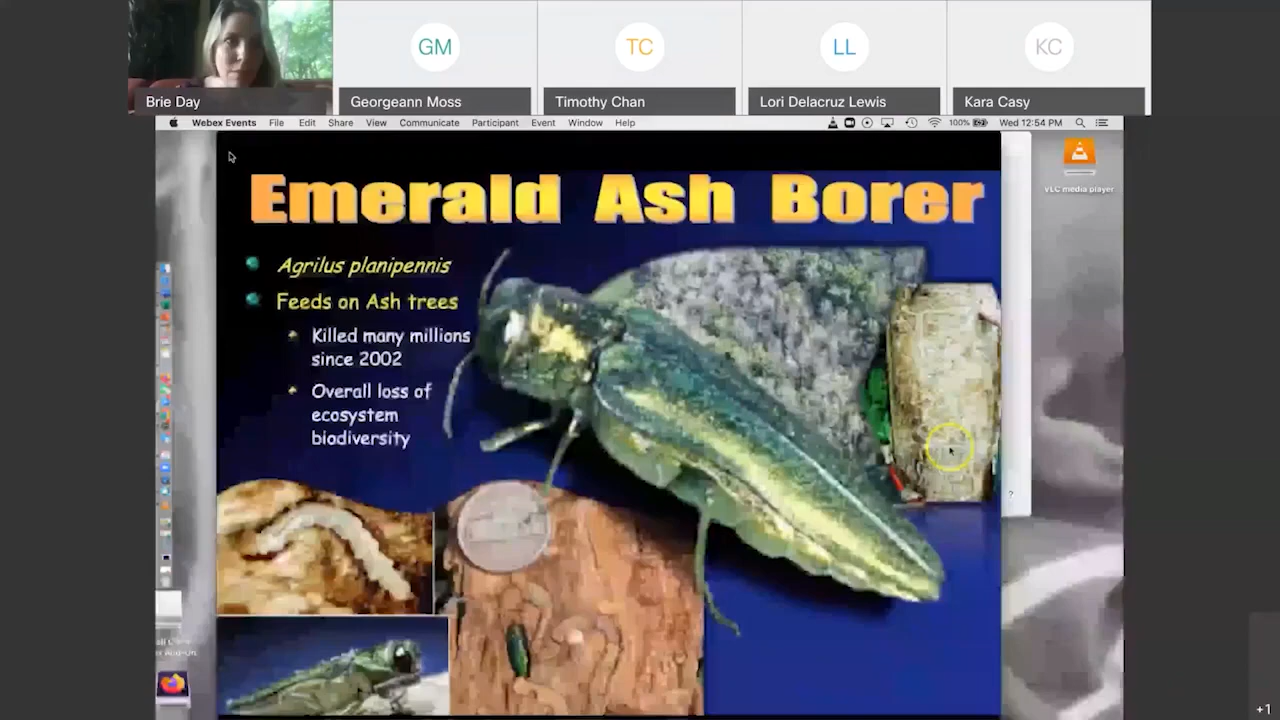 GM
TC
LL
KC
Brie Day
Georgeann Moss
Timothy Chan
Lori Delacruz Lewis
Kara Casy
Webex Events File Edit Share View Communicate Participant Event Window Help 100% Wed 12:54 PM
VLC media player
Emerald Ash Borer
Agrilus planipennis
Feeds on Ash trees
Killed many millions
since 2002
Overall loss of
ecosystem
biodiversity
?
+1